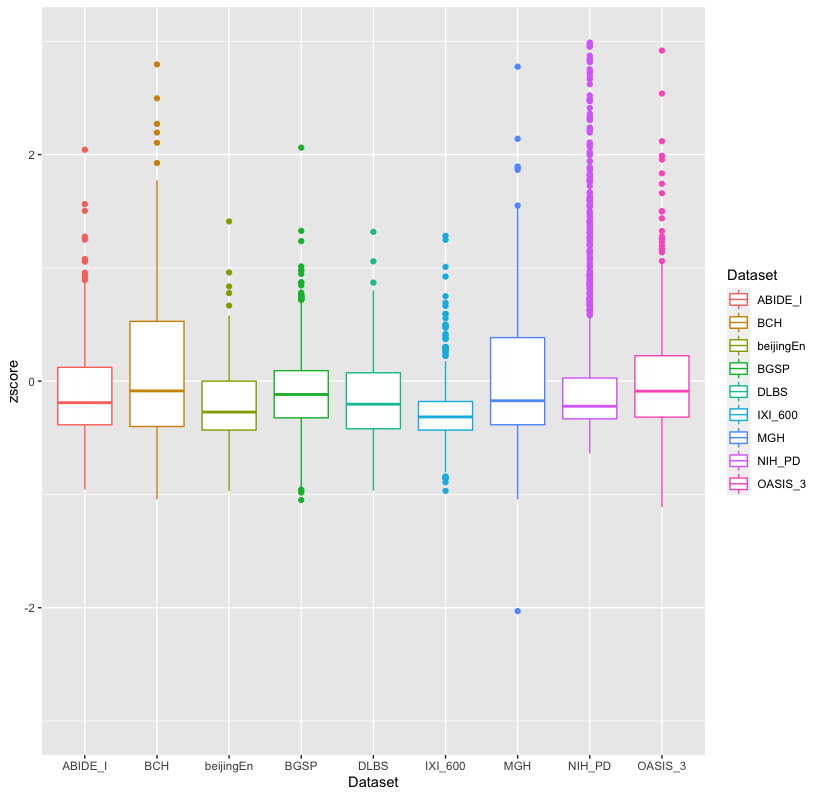 2
0
-2
zscore
ABIDE_I BCH beijingEn BGSP DLBS IXI_600 MGH NIH_PD OASIS_3
Dataset
Dataset
ABIDE_I
BCH
beijingEn
BGSP
DLBS
IXI_600
MGH
NIH_PD
OASIS_3